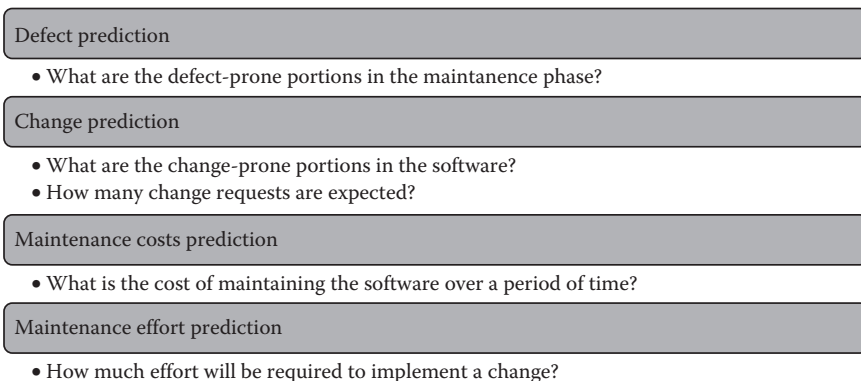 Defect prediction
• What are the defect-prone portions in the maintanence phase?
Change prediction
• What are the change-prone portions in the software?
• How many change requests are expected?
Maintenance costs prediction
• What is the cost of maintaining the software over a period of time?
Maintenance effort prediction
• How much effort will be required to implement a change?